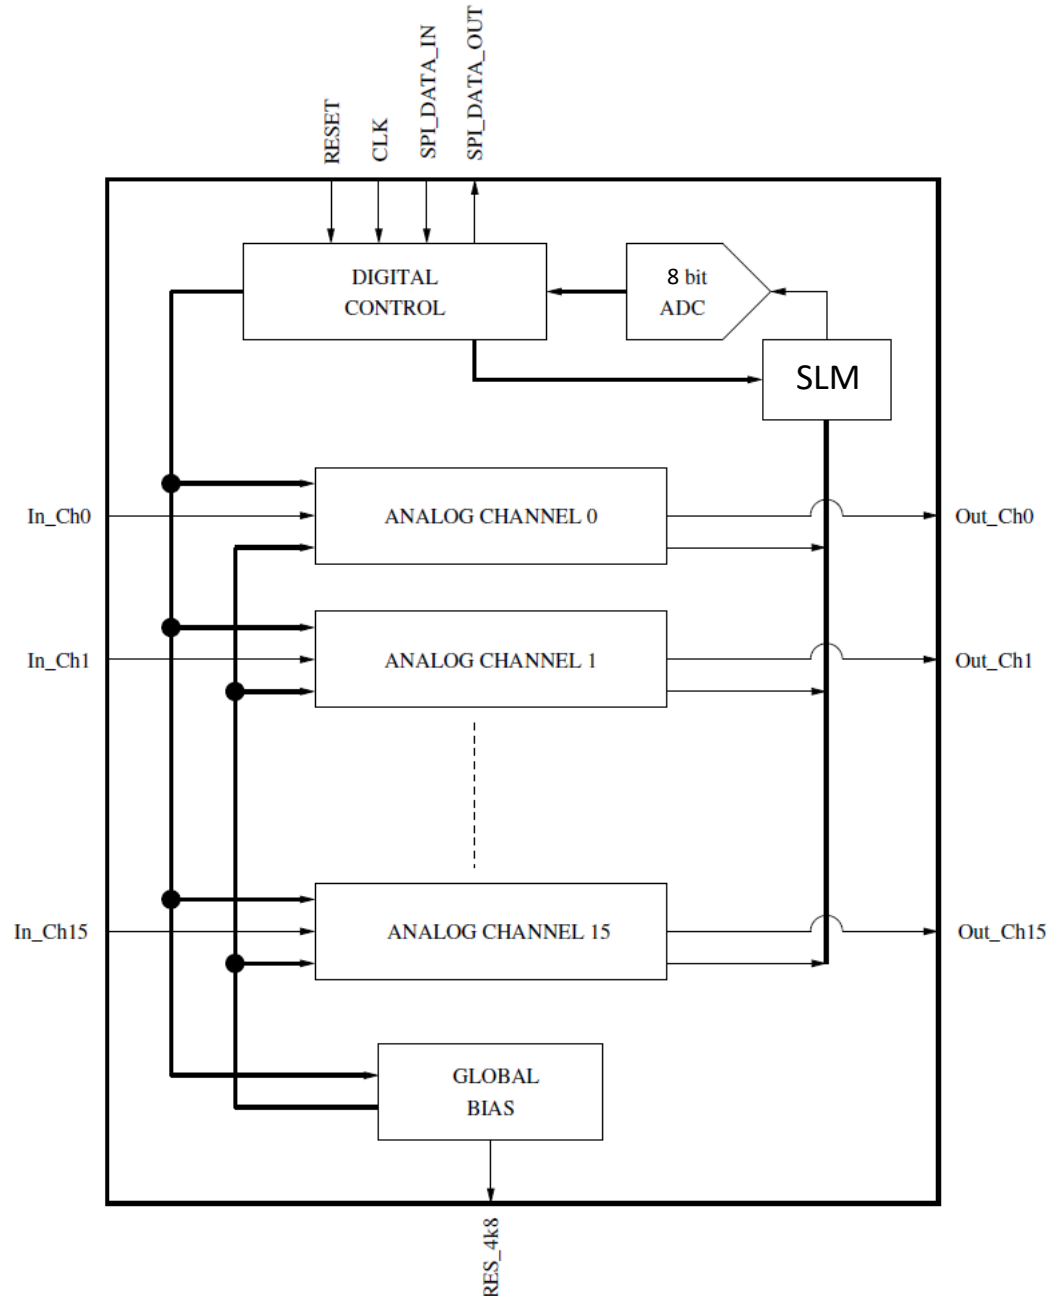 RESET
CLK
SPI_DATA_IN
SPI_DATA_OUT
DIGITAL
CONTROL
8 bit
ADC
SLM
In_Ch0
ANALOG CHANNEL 0
Out_Ch0
In_Ch1
ANALOG CHANNEL 1
Out_Ch1
In_Ch15
ANALOG CHANNEL 15
Out_Ch15
GLOBAL
BIAS
RES_4k8